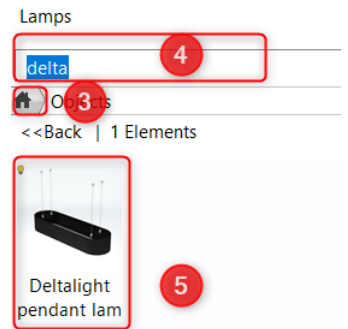 Lamps
4
delta
3
Objects
<<Back | 1 Elements
Deltalight
pendant lam
5